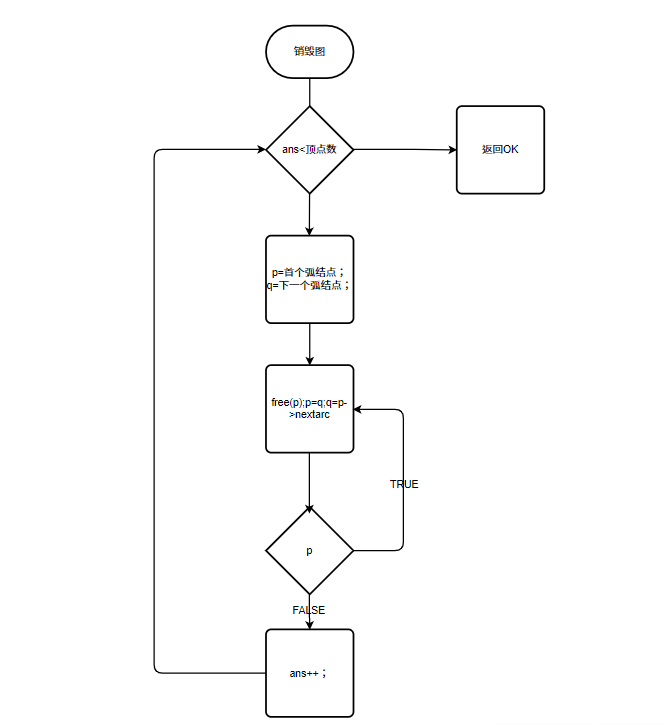 销毁图
ans<顶点数
返回OK
p=首个弧结点；
q=下一个弧结点；
free(p);p=q;q=p-
>nextarc
TRUE
p
FALSE
ans++；